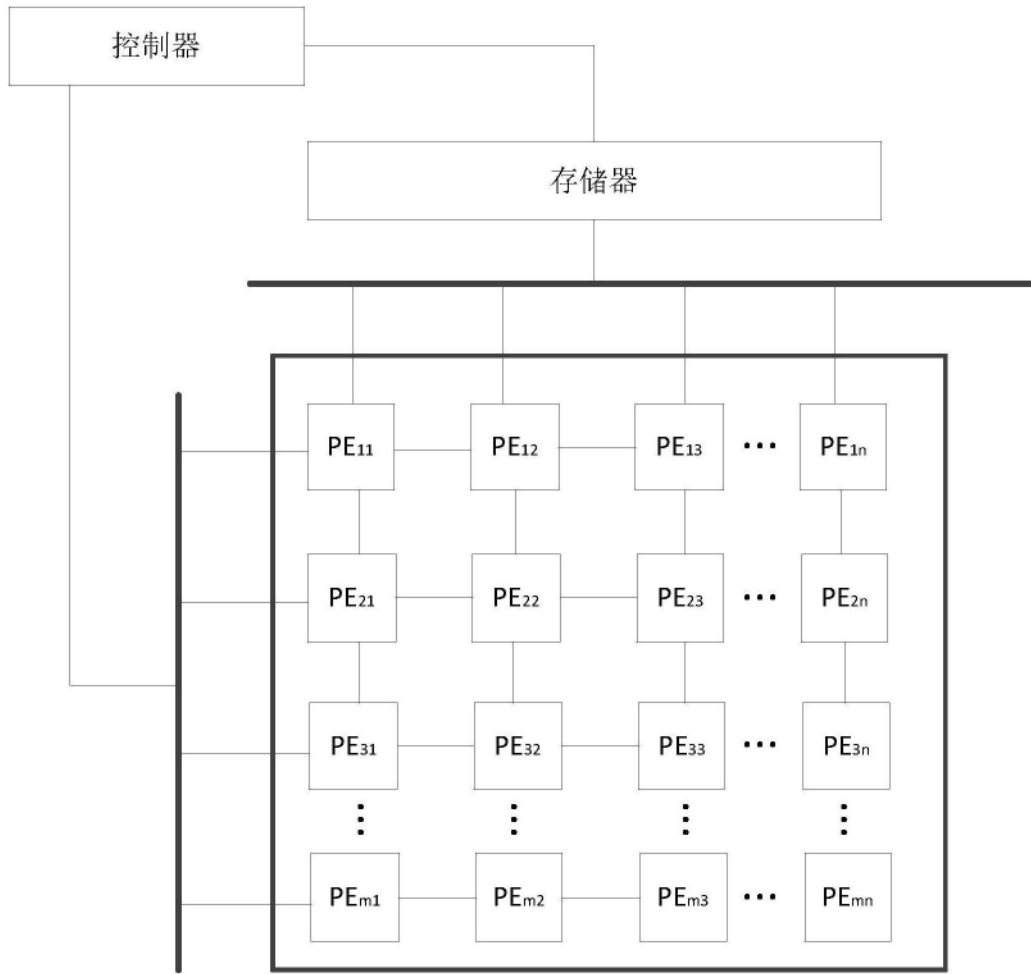 控制器
存储器
PE11 PE12 PE13 ••• PE1n
PE21 PE22 PE23 ••• PE2n
PE31 PE32 PE33 ••• PE3n
PEm1 PEm2 PEm3 ••• PEmn